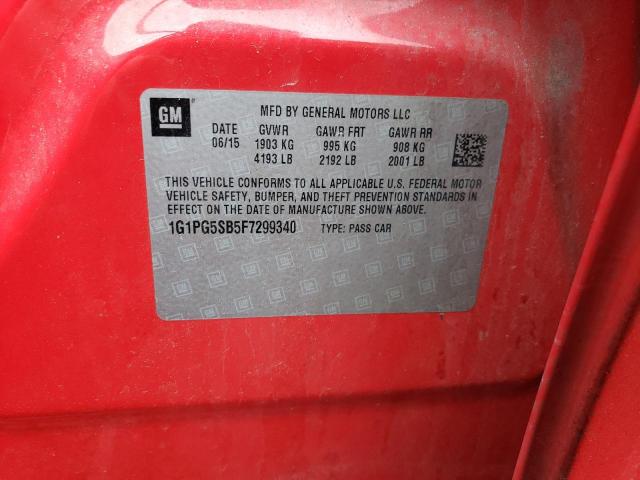 GM
MFD BY GENERAL MOTORS LLC
DATE GVWR GAWR FRT GAWR RR
06/15 1903 KG 995 KG 908 KG
4193 LB 2192 LB 2001 LB
THIS VEHICLE CONFORMS TO ALL APPLICABLE U.S. FEDERAL MOTOR
VEHICLE SAFETY, BUMPER, AND THEFT PREVENTION STANDARDS IN
EFFECT ON THE DATE OF MANUFACTURE SHOWN ABOVE.
1G1PG5SB5F7299340 TYPE: PASS CAR